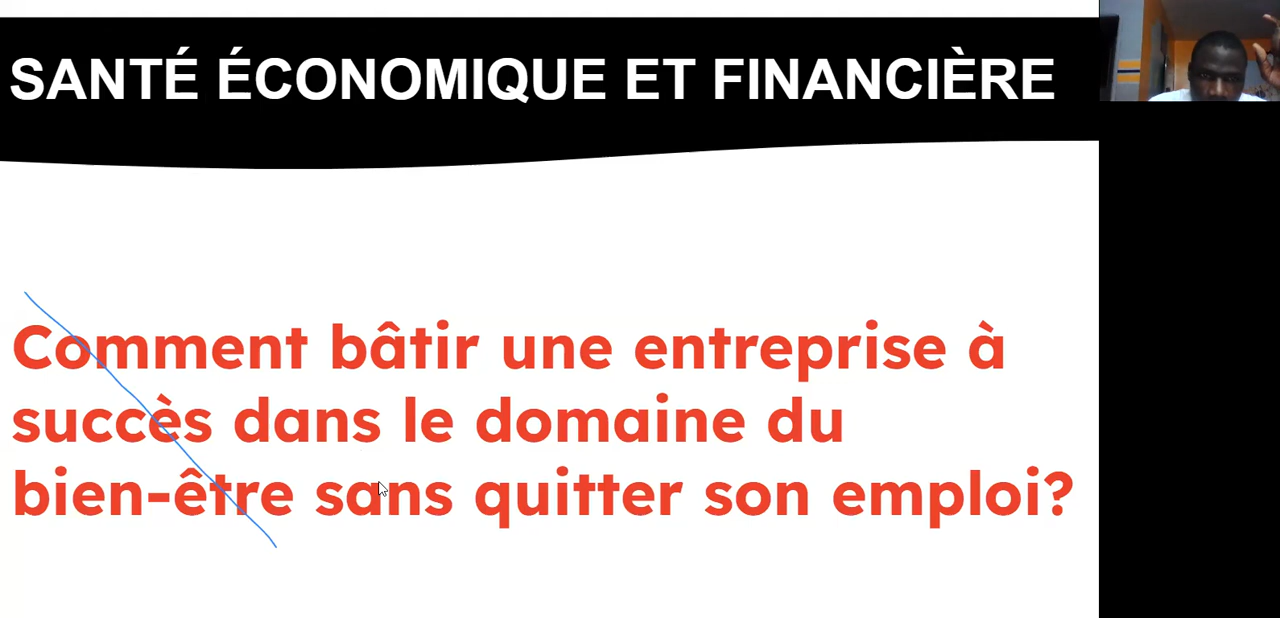 SANTÉ ÉCONOMIQUE ET FINANCIÈRE
Comment bâtir une entreprise à
succès dans le domaine du
bien-être sans quitter son emploi?